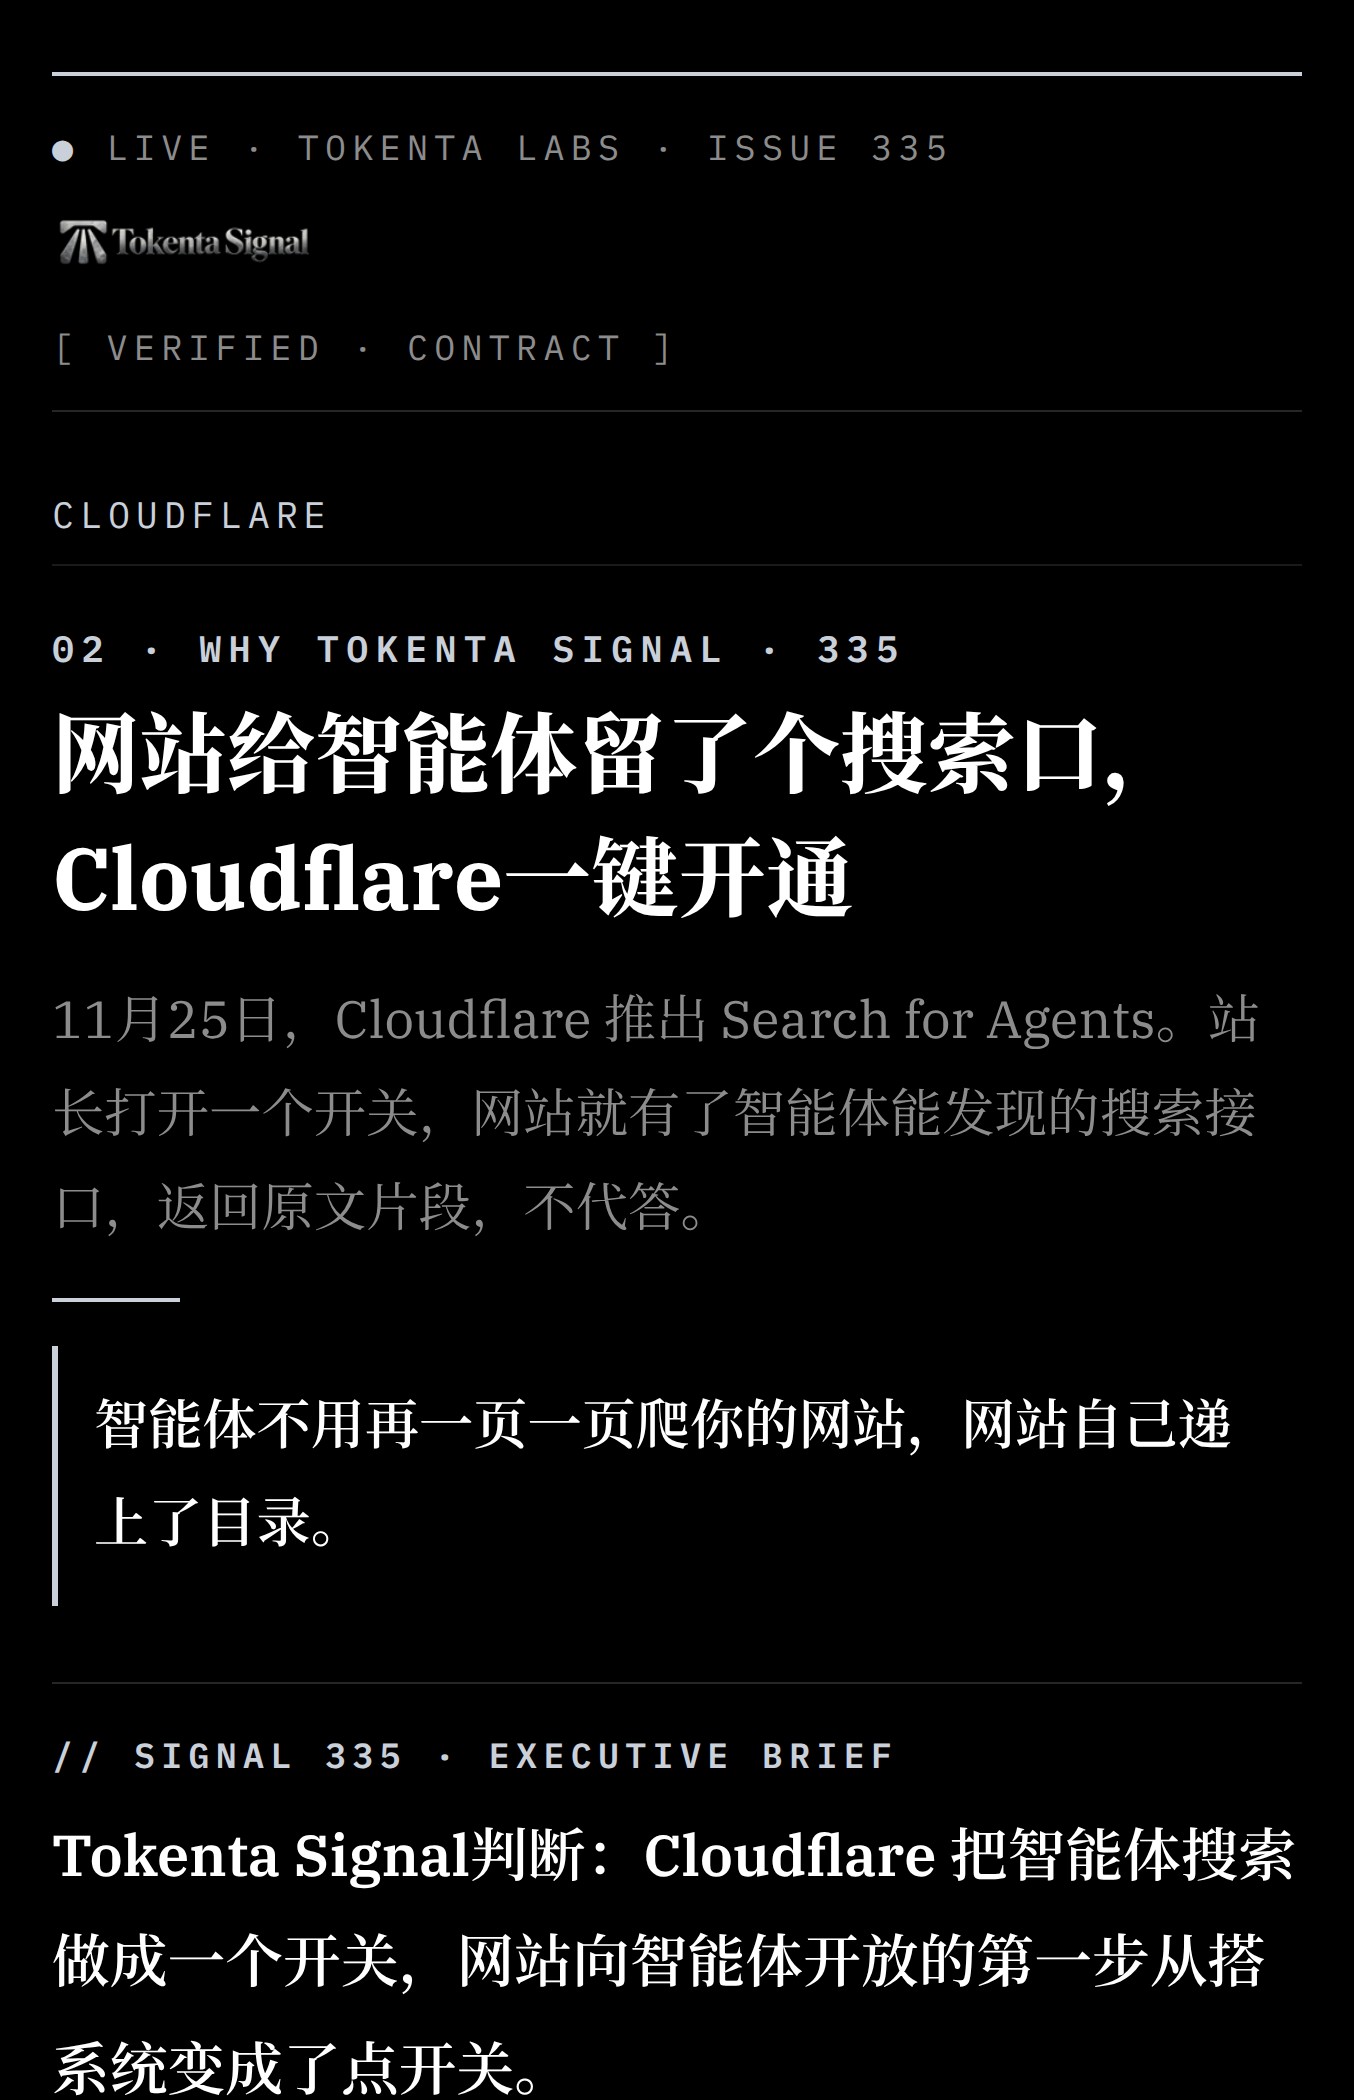 ● LIVE · TOKENTA LABS · ISSUE 335
Tokenta Signal
[ VERIFIED · CONTRACT ]
CLOUDFLARE
02 · WHY TOKENTA SIGNAL · 335
网站给智能体留了个搜索口，
Cloudflare一键开通
11月25日，Cloudflare 推出 Search for Agents。站
长打开一个开关，网站就有了智能体能发现的搜索接
口，返回原文片段，不代答。
智能体不用再一页一页爬你的网站，网站自己递
上了目录。
// SIGNAL 335 · EXECUTIVE BRIEF
Tokenta Signal判断：Cloudflare 把智能体搜索
做成一个开关，网站向智能体开放的第一步从搭
系统变成了点开关。